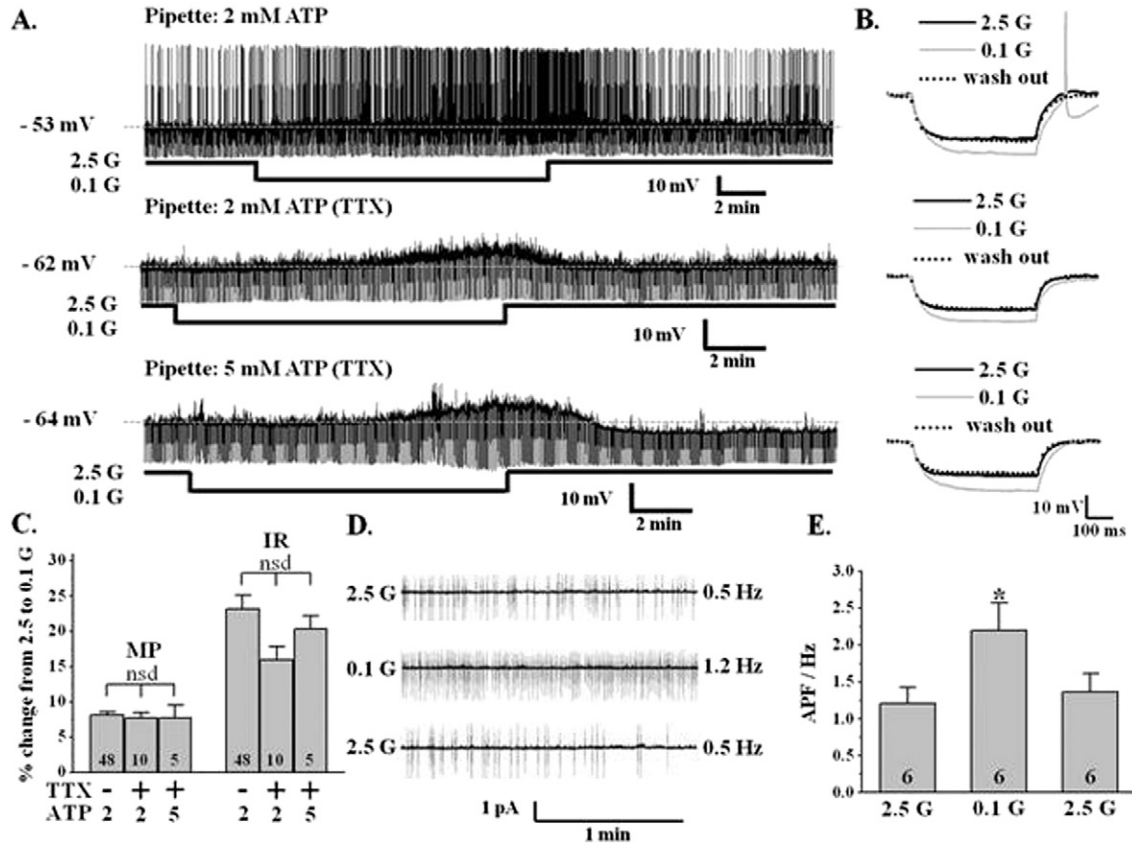 A.
Pipette: 2 mM ATP
- 53 mV
2.5 G
0.1 G
10 mV
2 min
Pipette: 2 mM ATP (TTX)
- 62 mV
2.5 G
0.1 G
10 mV
2 min
Pipette: 5 mM ATP (TTX)
- 64 mV
2.5 G
0.1 G
10 mV
2 min
B.
2.5 G
0.1 G
wash out
2.5 G
0.1 G
wash out
2.5 G
0.1 G
wash out
10 mV
100 ms
C.
% change from 2.5 to 0.1 G
30
25
20
15
10
5
0
MP
nsd
IR
nsd
48 10 5 48 10 5
TTX - + + - + +
ATP 2 2 5 2 2 5
D.
2.5 G 0.5 Hz
0.1 G 1.2 Hz
2.5 G 0.5 Hz
1 pA
1 min
E.
APF / Hz
3.0
2.5
2.0
1.5
1.0
0.5
0.0
*
6 6 6
2.5 G 0.1 G 2.5 G